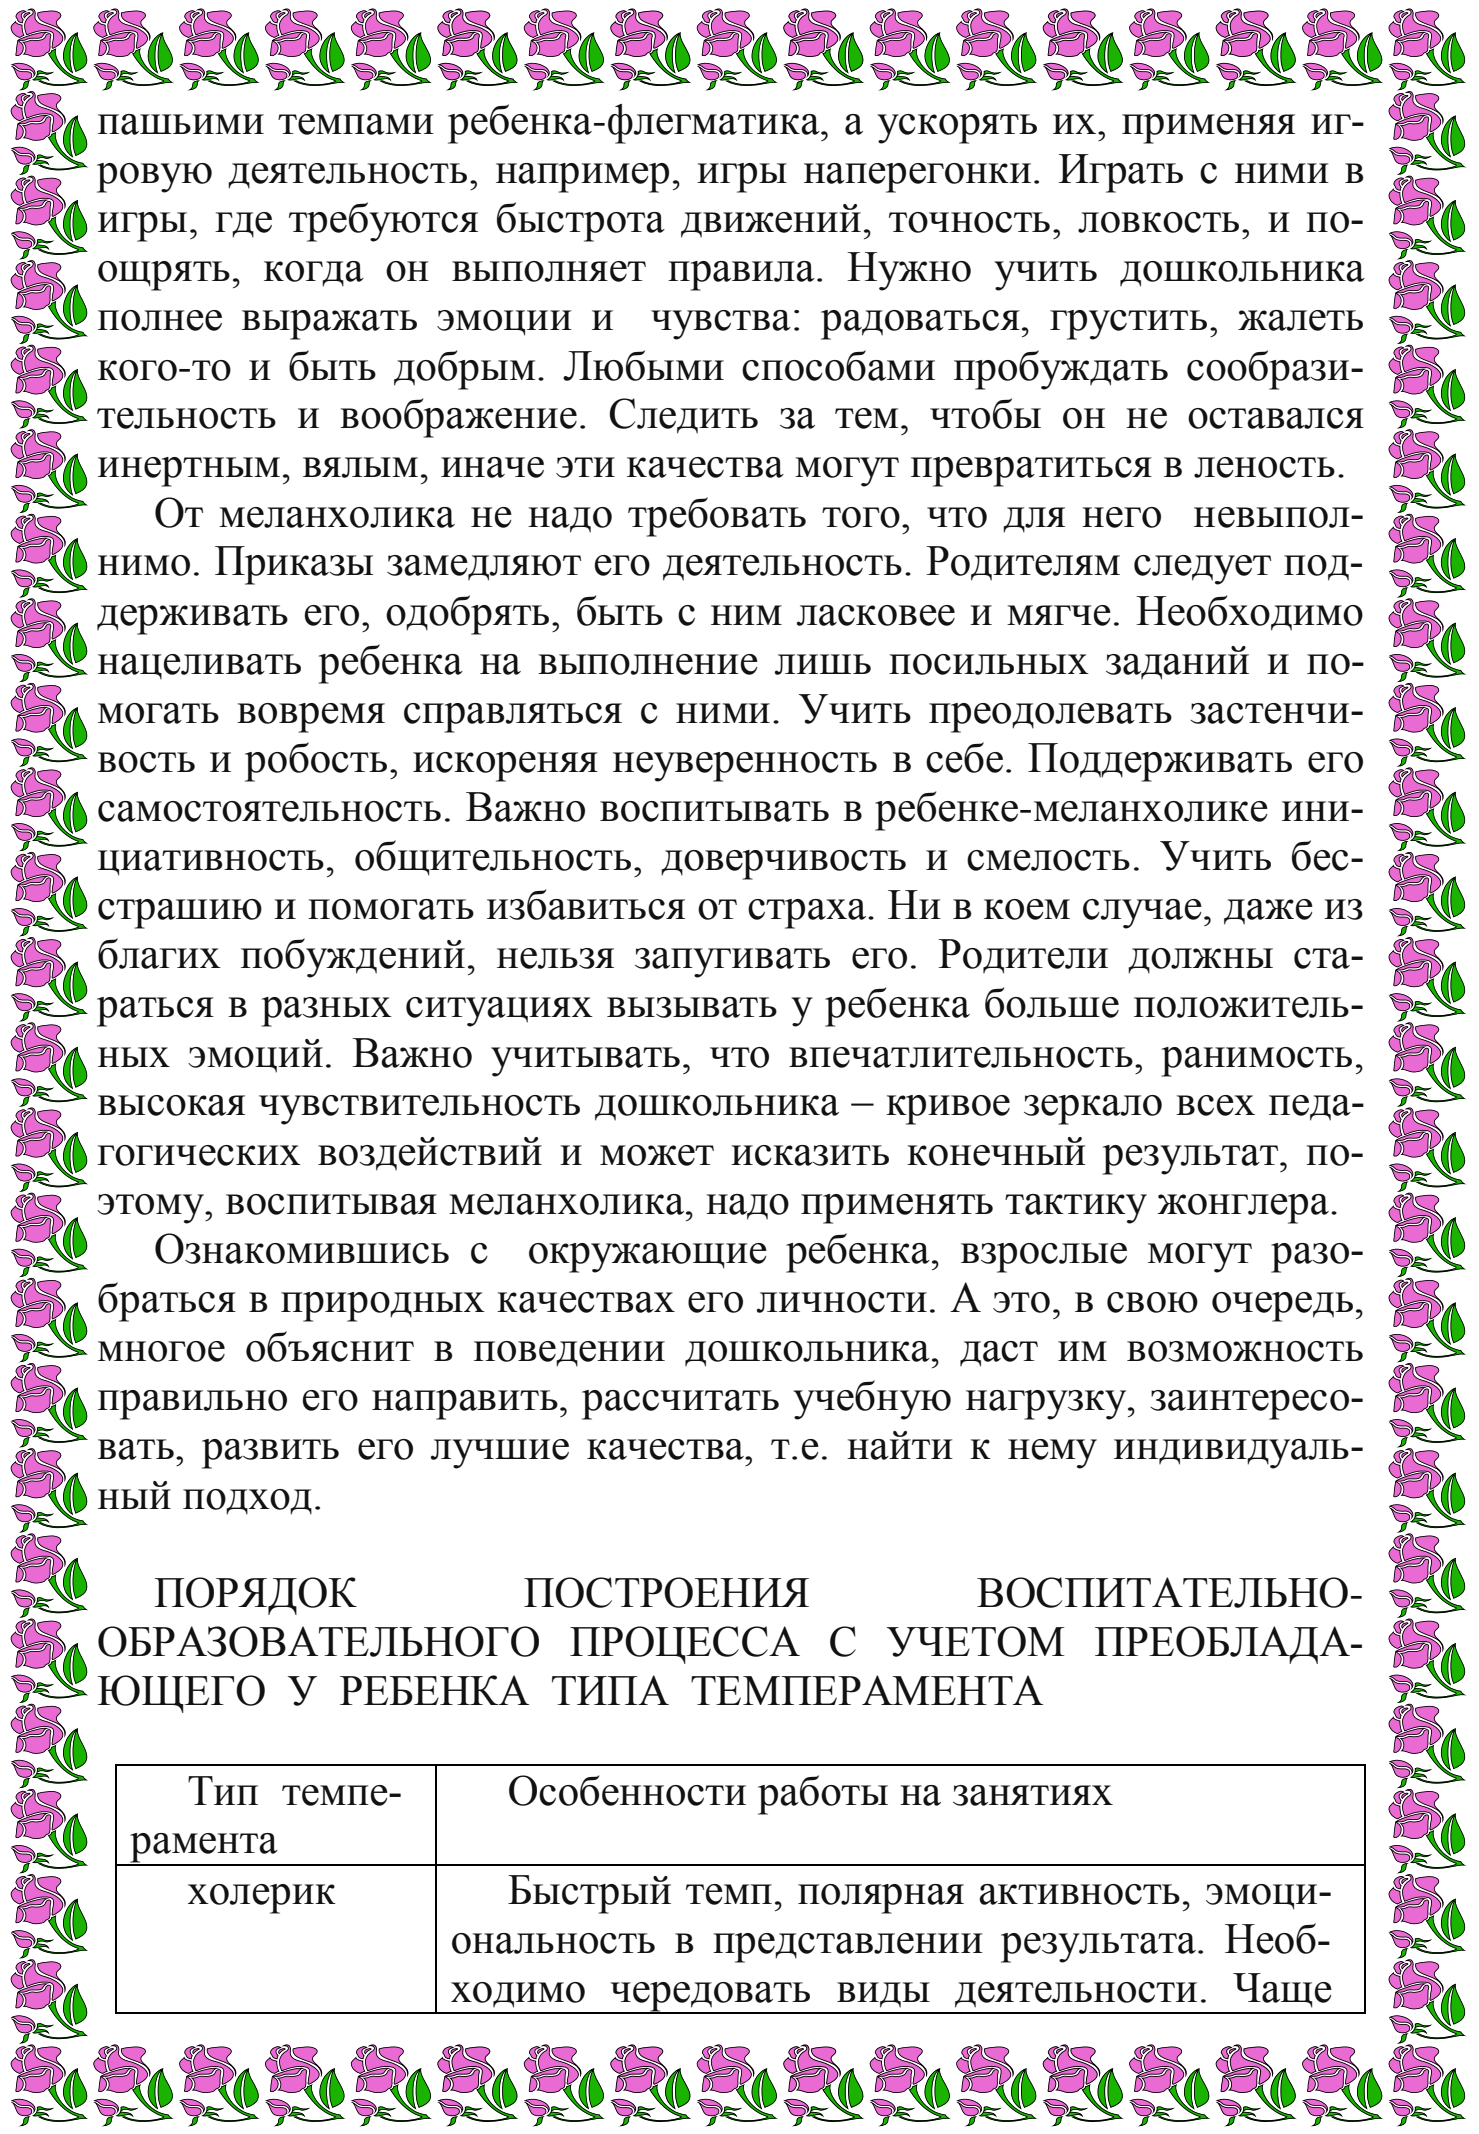 пашьими темпами ребенка-флегматика, а ускорять их, применяя иг-
ровую деятельность, например, игры наперегонки. Играть с ними в
игры, где требуются быстрота движений, точность, ловкость, и по-
ощрять, когда он выполняет правила. Нужно учить дошкольника
полнее выражать эмоции и чувства: радоваться, грустить, жалеть
кого-то и быть добрым. Любыми способами пробуждать сообрази-
тельность и воображение. Следить за тем, чтобы он не оставался
инертным, вялым, иначе эти качества могут превратиться в леность.
От меланхолика не надо требовать того, что для него невыпол-
нимо. Приказы замедляют его деятельность. Родителям следует под-
держивать его, одобрять, быть с ним ласковее и мягче. Необходимо
нацеливать ребенка на выполнение лишь посильных заданий и по-
могать вовремя справляться с ними. Учить преодолевать застенчи-
вость и робость, искореняя неуверенность в себе. Поддерживать его
самостоятельность. Важно воспитывать в ребенке-меланхолике ини-
циативность, общительность, доверчивость и смелость. Учить бес-
страшию и помогать избавиться от страха. Ни в коем случае, даже из
благих побуждений, нельзя запугивать его. Родители должны ста-
раться в разных ситуациях вызывать у ребенка больше положитель-
ных эмоций. Важно учитывать, что впечатлительность, ранимость,
высокая чувствительность дошкольника – кривое зеркало всех педа-
гогических воздействий и может исказить конечный результат, по-
этому, воспитывая меланхолика, надо применять тактику жонглера.
Ознакомившись с окружающие ребенка, взрослые могут разо-
браться в природных качествах его личности. А это, в свою очередь,
многое объяснит в поведении дошкольника, даст им возможность
правильно его направить, рассчитать учебную нагрузку, заинтересо-
вать, развить его лучшие качества, т.е. найти к нему индивидуаль-
ный подход.
ПОРЯДОК ПОСТРОЕНИЯ ВОСПИТАТЕЛЬНО-
ОБРАЗОВАТЕЛЬНОГО ПРОЦЕССА С УЧЕТОМ ПРЕОБЛАДА-
ЮЩЕГО У РЕБЕНКА ТИПА ТЕМПЕРАМЕНТА
Тип темпе-
рамента
Особенности работы на занятиях
холерик
Быстрый темп, полярная активность, эмоци-
ональность в представлении результата. Необ-
ходимо чередовать виды деятельности. Чаще